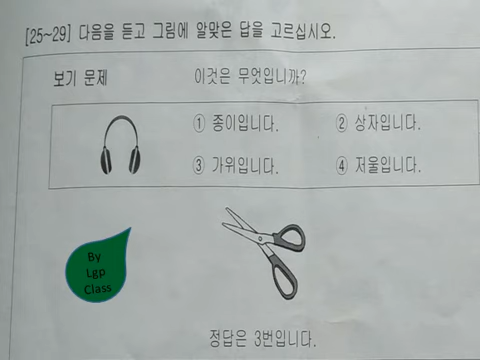 [25~29] 다음을 듣고 그림에 알맞은 답을 고르십시오.
보기 문제 이것은 무엇입니까?
① 종이입니다. ② 상자입니다.
③ 가위입니다. ④ 저울입니다.
By
Lgp
Class
정답은 3번입니다.